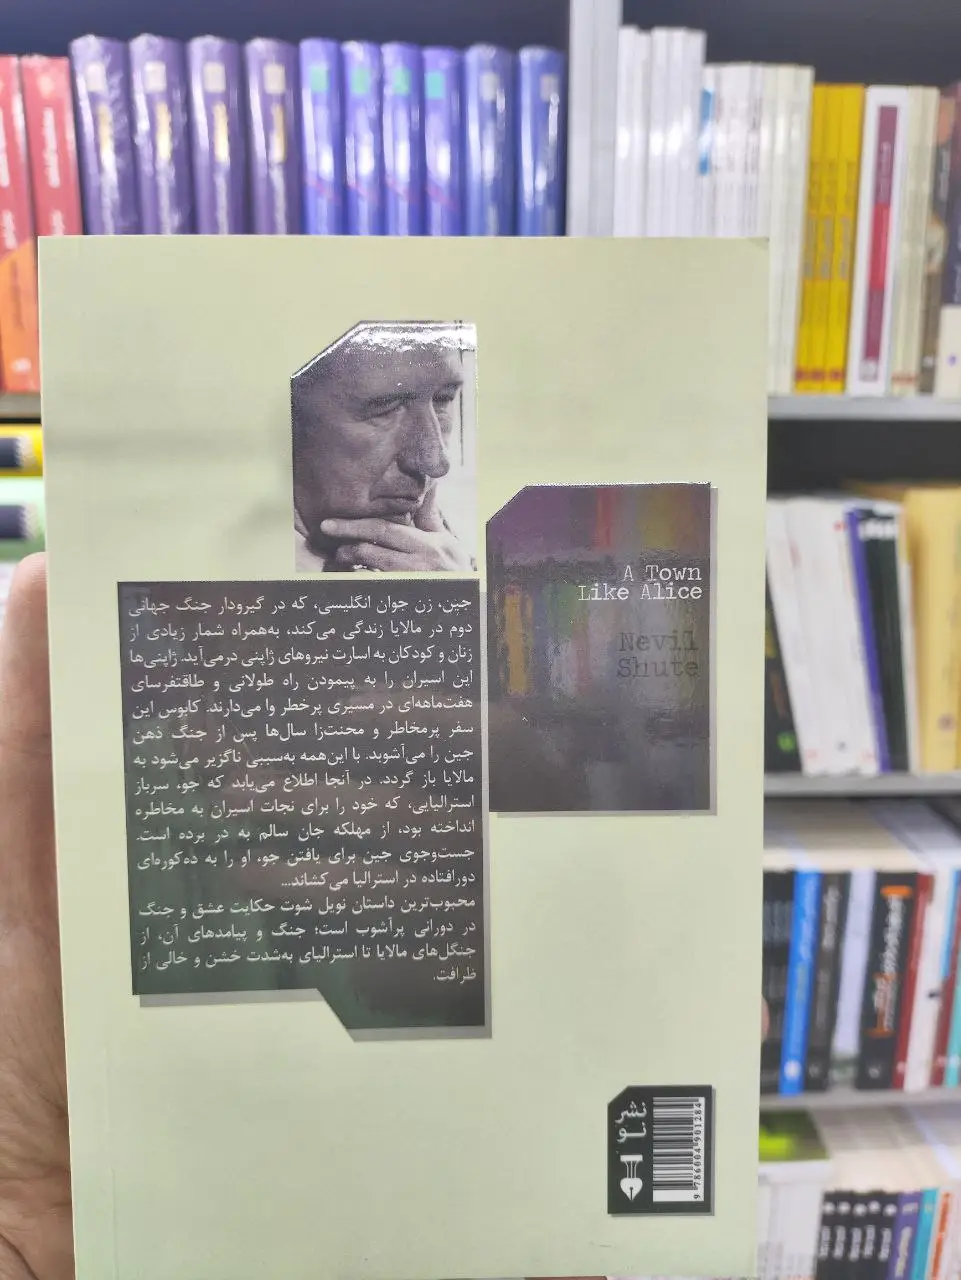 A Town
Like Alice
Nevil
Shute
جین، زن جوان انگلیسی، که در گیرودار جنگ جهانی
دوم در مالایا زندگی می‌کند، به‌همراه شمار زیادی از
زنان و کودکان به اسارت نیروهای ژاپنی درمی‌آید. ژاپنی‌ها
این اسیران را به پیمودن راه طولانی و طاقتفرسای
هفت‌ماهه‌ای در مسیری پرخطر وا می‌دارند. کابوس این
سفر پرمخاطر و محنت‌زا سال‌ها پس از جنگ ذهن
جین را می‌آشوبد. با این‌همه به‌سببی ناگزیر می‌شود به
مالایا باز گردد. در آنجا اطلاع می‌یابد که جو، سرباز
استرالیایی، که خود را برای نجات اسیران به مخاطره
انداخته بود، از مهلکه جان سالم به در برده است.
جست‌وجوی جین برای یافتن جو، او را به ده‌کوره‌ای
دورافتاده در استرالیا می‌کشاند...
محبوب‌ترین داستان نویل شوت حکایت عشق و جنگ
در دورانی پرآشوب است؛ جنگ و پیامدهای آن، از
جنگل‌های مالایا تا استرالیای به‌شدت خشن و خالی از
ظرافت.
نشر
نو
9 786004 901284